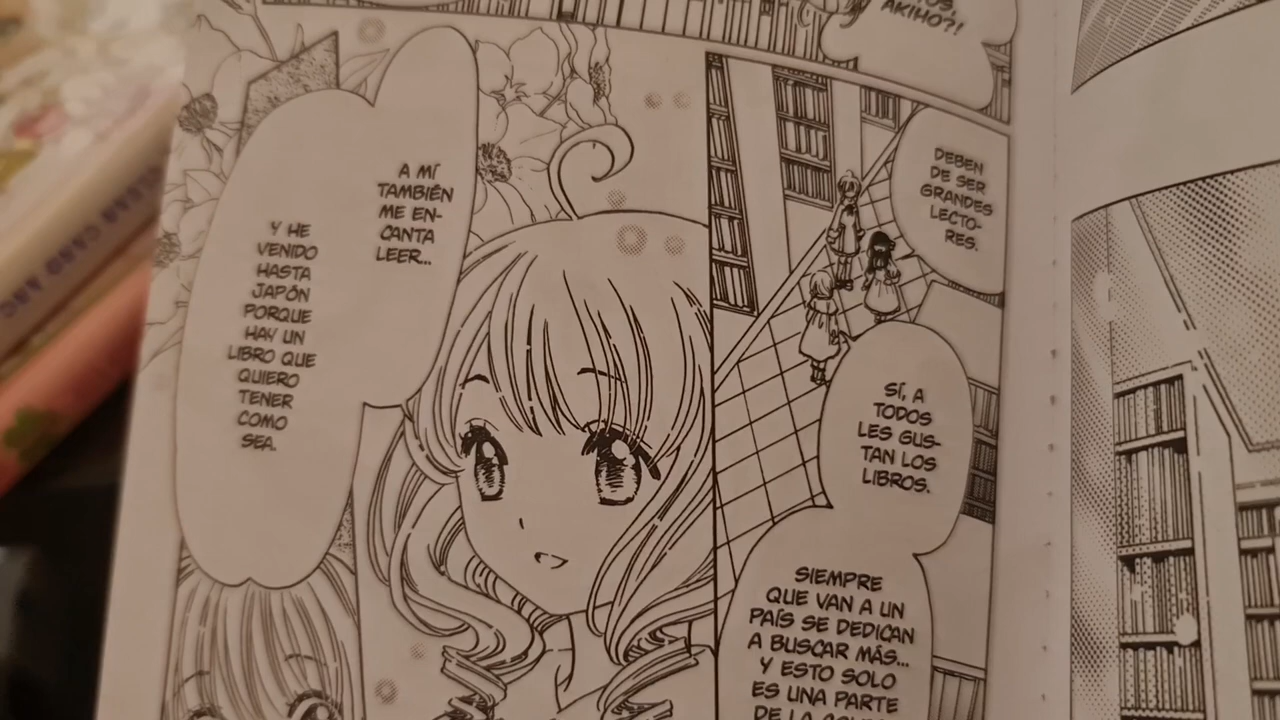 AKIHO?!
DEBEN
DE SER
GRANDES
LECTO-
RES.
SÍ, A
TODOS
LES GUS-
TAN LOS
LIBROS.
SIEMPRE
QUE VAN A UN
PAÍS SE DEDICAN
A BUSCAR MÁS...
Y ESTO SOLO
ES UNA PARTE
DE LA
A MÍ
TAMBIÉN
ME EN-
CANTA
LEER...
Y HE
VENIDO
HASTA
JAPÓN
PORQUE
HAY UN
LIBRO QUE
QUIERO
TENER
COMO
SEA.